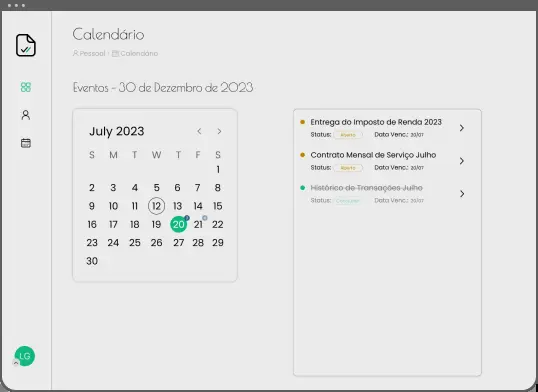 Calendário
Pessoal / Calendário
Eventos - 30 de Dezembro de 2023
July 2023
S M T W T F S
1
2 3 4 5 6 7 8
9 10 11 12 13 14 15
16 17 18 19 20 21 22
23 24 25 26 27 28 29
30
Entrega do Imposto de Renda 2023
Status: Aberto Data Venc.: 20/07
Contrato Mensal de Serviço Julho
Status: Aberto Data Venc.: 20/07
Histórico de Transações Julho
Status: Data Venc.: 20/07
LG